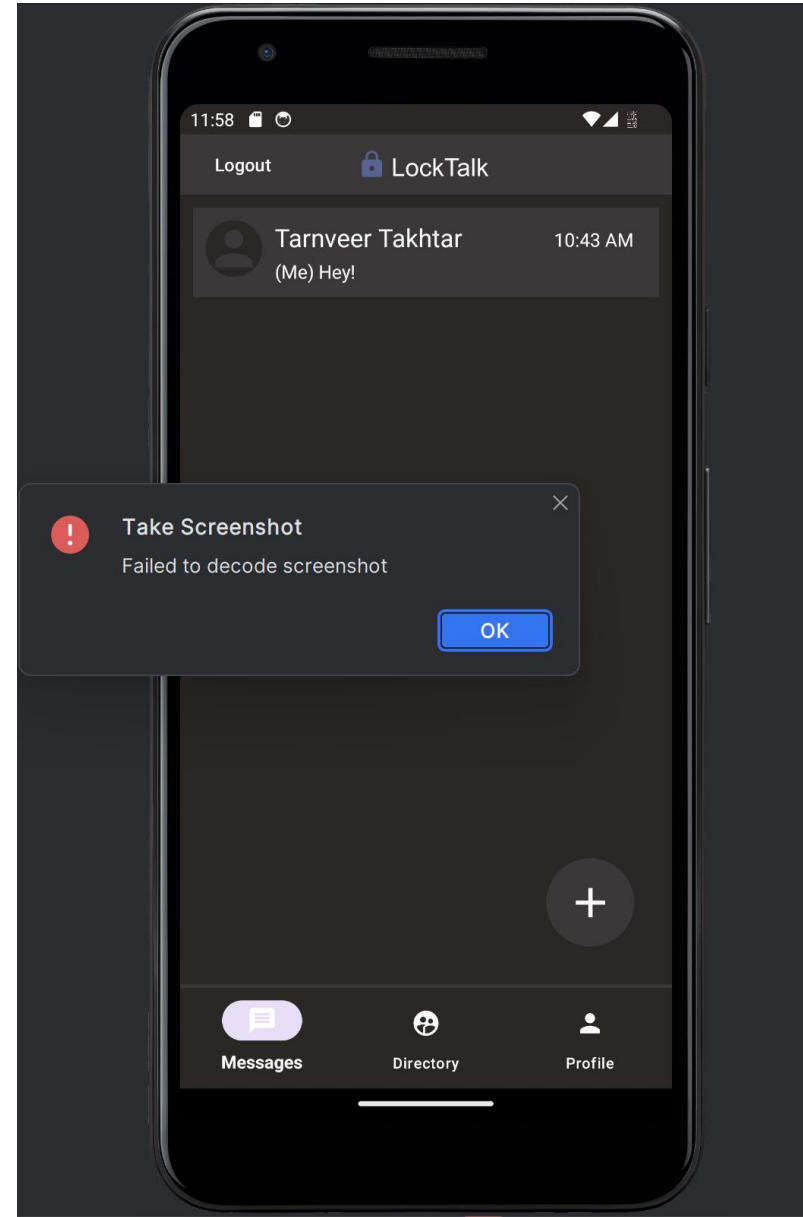 11:58
Logout
LockTalk
Tarnveer Takhtar
10:43 AM
(Me) Hey!
Take Screenshot
Failed to decode screenshot
OK
Messages
Directory
Profile